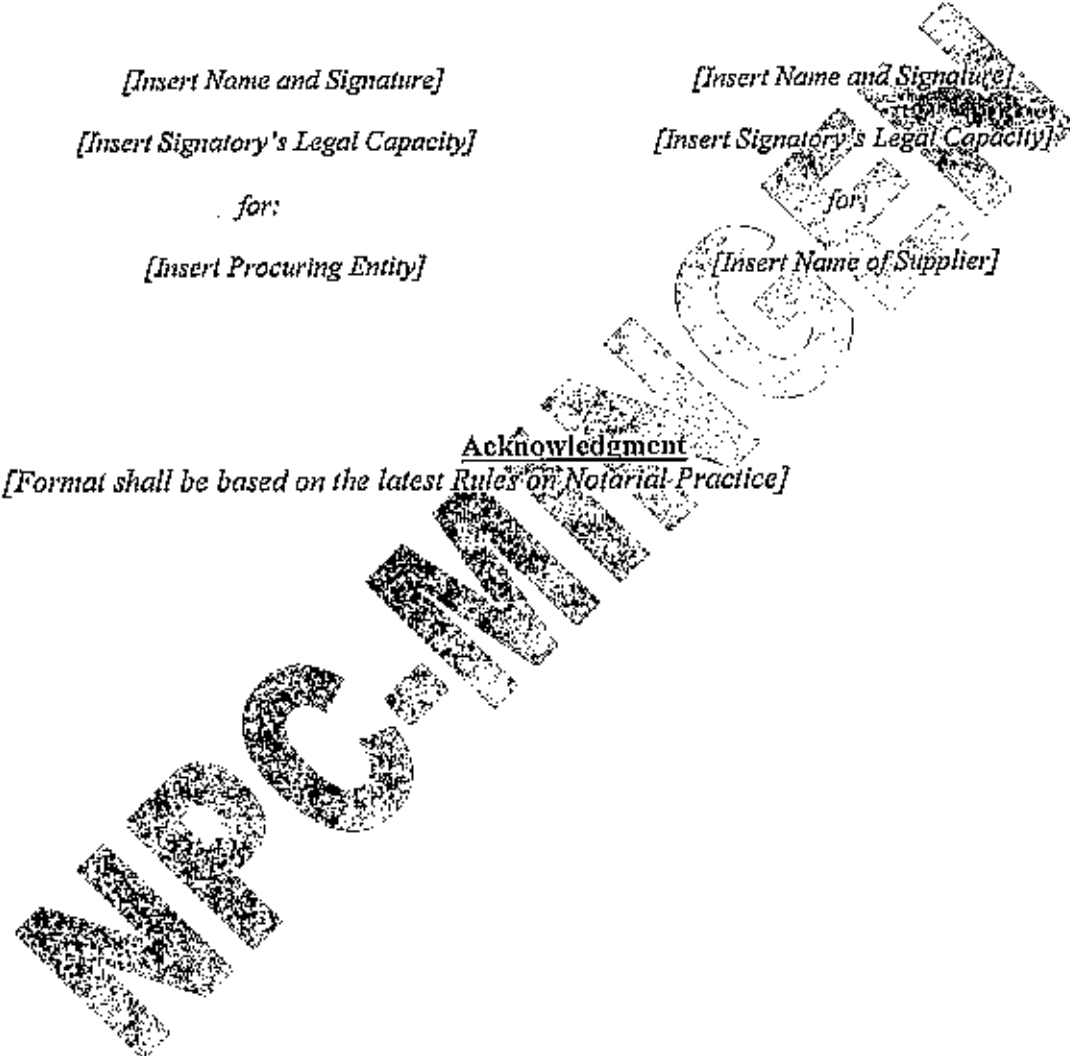 [Insert Name and Signature]
[Insert Signatory's Legal Capacity]
for:
[Insert Procuring Entity]
[Insert Name and Signature]
[Insert Signatory's Legal Capacity]
for:
[Insert Name of Supplier]
Acknowledgment
[Format shall be based on the latest Rules on Notarial Practice]
NPC-MINGEN